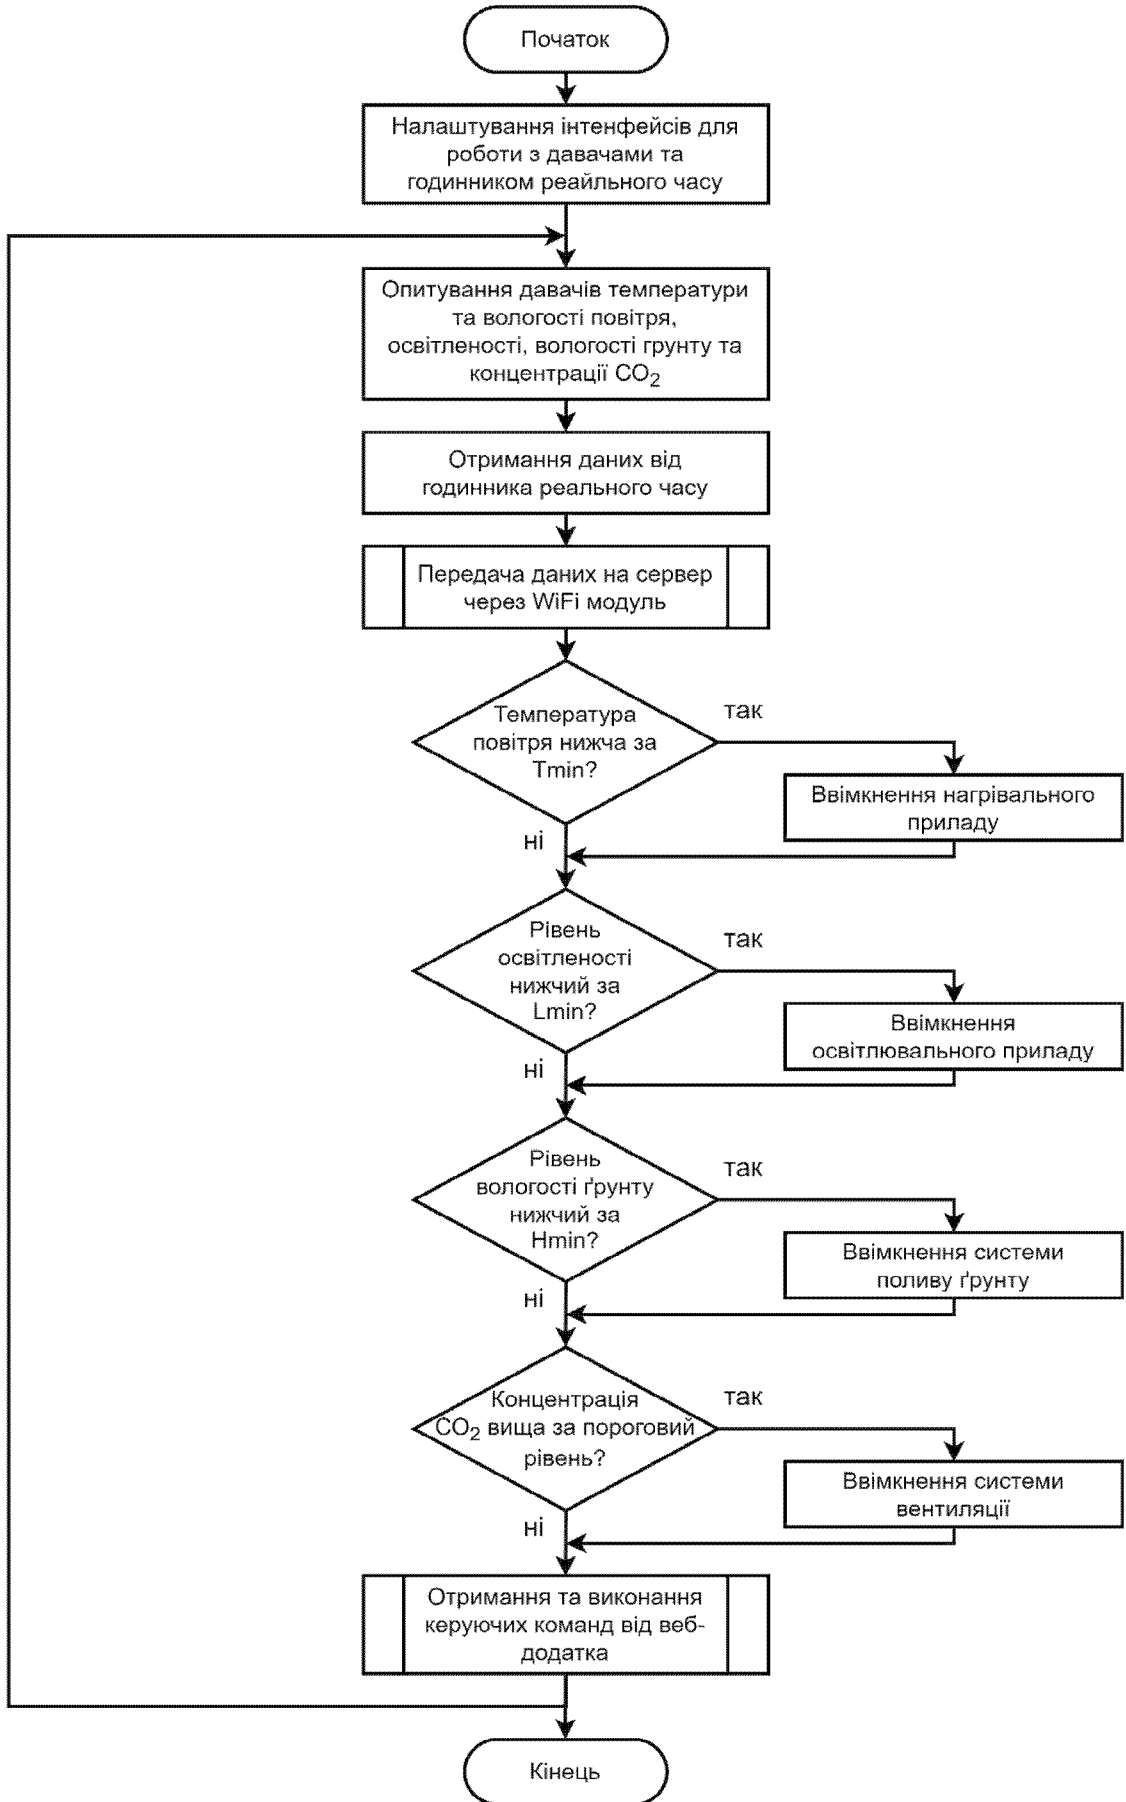 Початок
Налаштування інтенфейсів для
роботи з давачами та
годинником реайльного часу
Опитування давачів температури
та вологості повітря,
освітленості, вологості грунту та
концентрації CO₂
Отримання даних від
годинника реального часу
Передача даних на сервер
через WiFi модуль
Температура
повітря нижча за
Tmin?
так
Ввімкнення нагрівального
приладу
ні
Рівень
освітленості
нижчий за
Lmin?
так
Ввімкнення
освітлювального приладу
ні
Рівень
вологості ґрунту
нижчий за
Hmin?
так
Ввімкнення системи
поливу ґрунту
ні
Концентрація
CO₂ вища за пороговий
рівень?
так
Ввімкнення системи
вентиляції
ні
Отримання та виконання
керуючих команд від веб-
додатка
Кінець